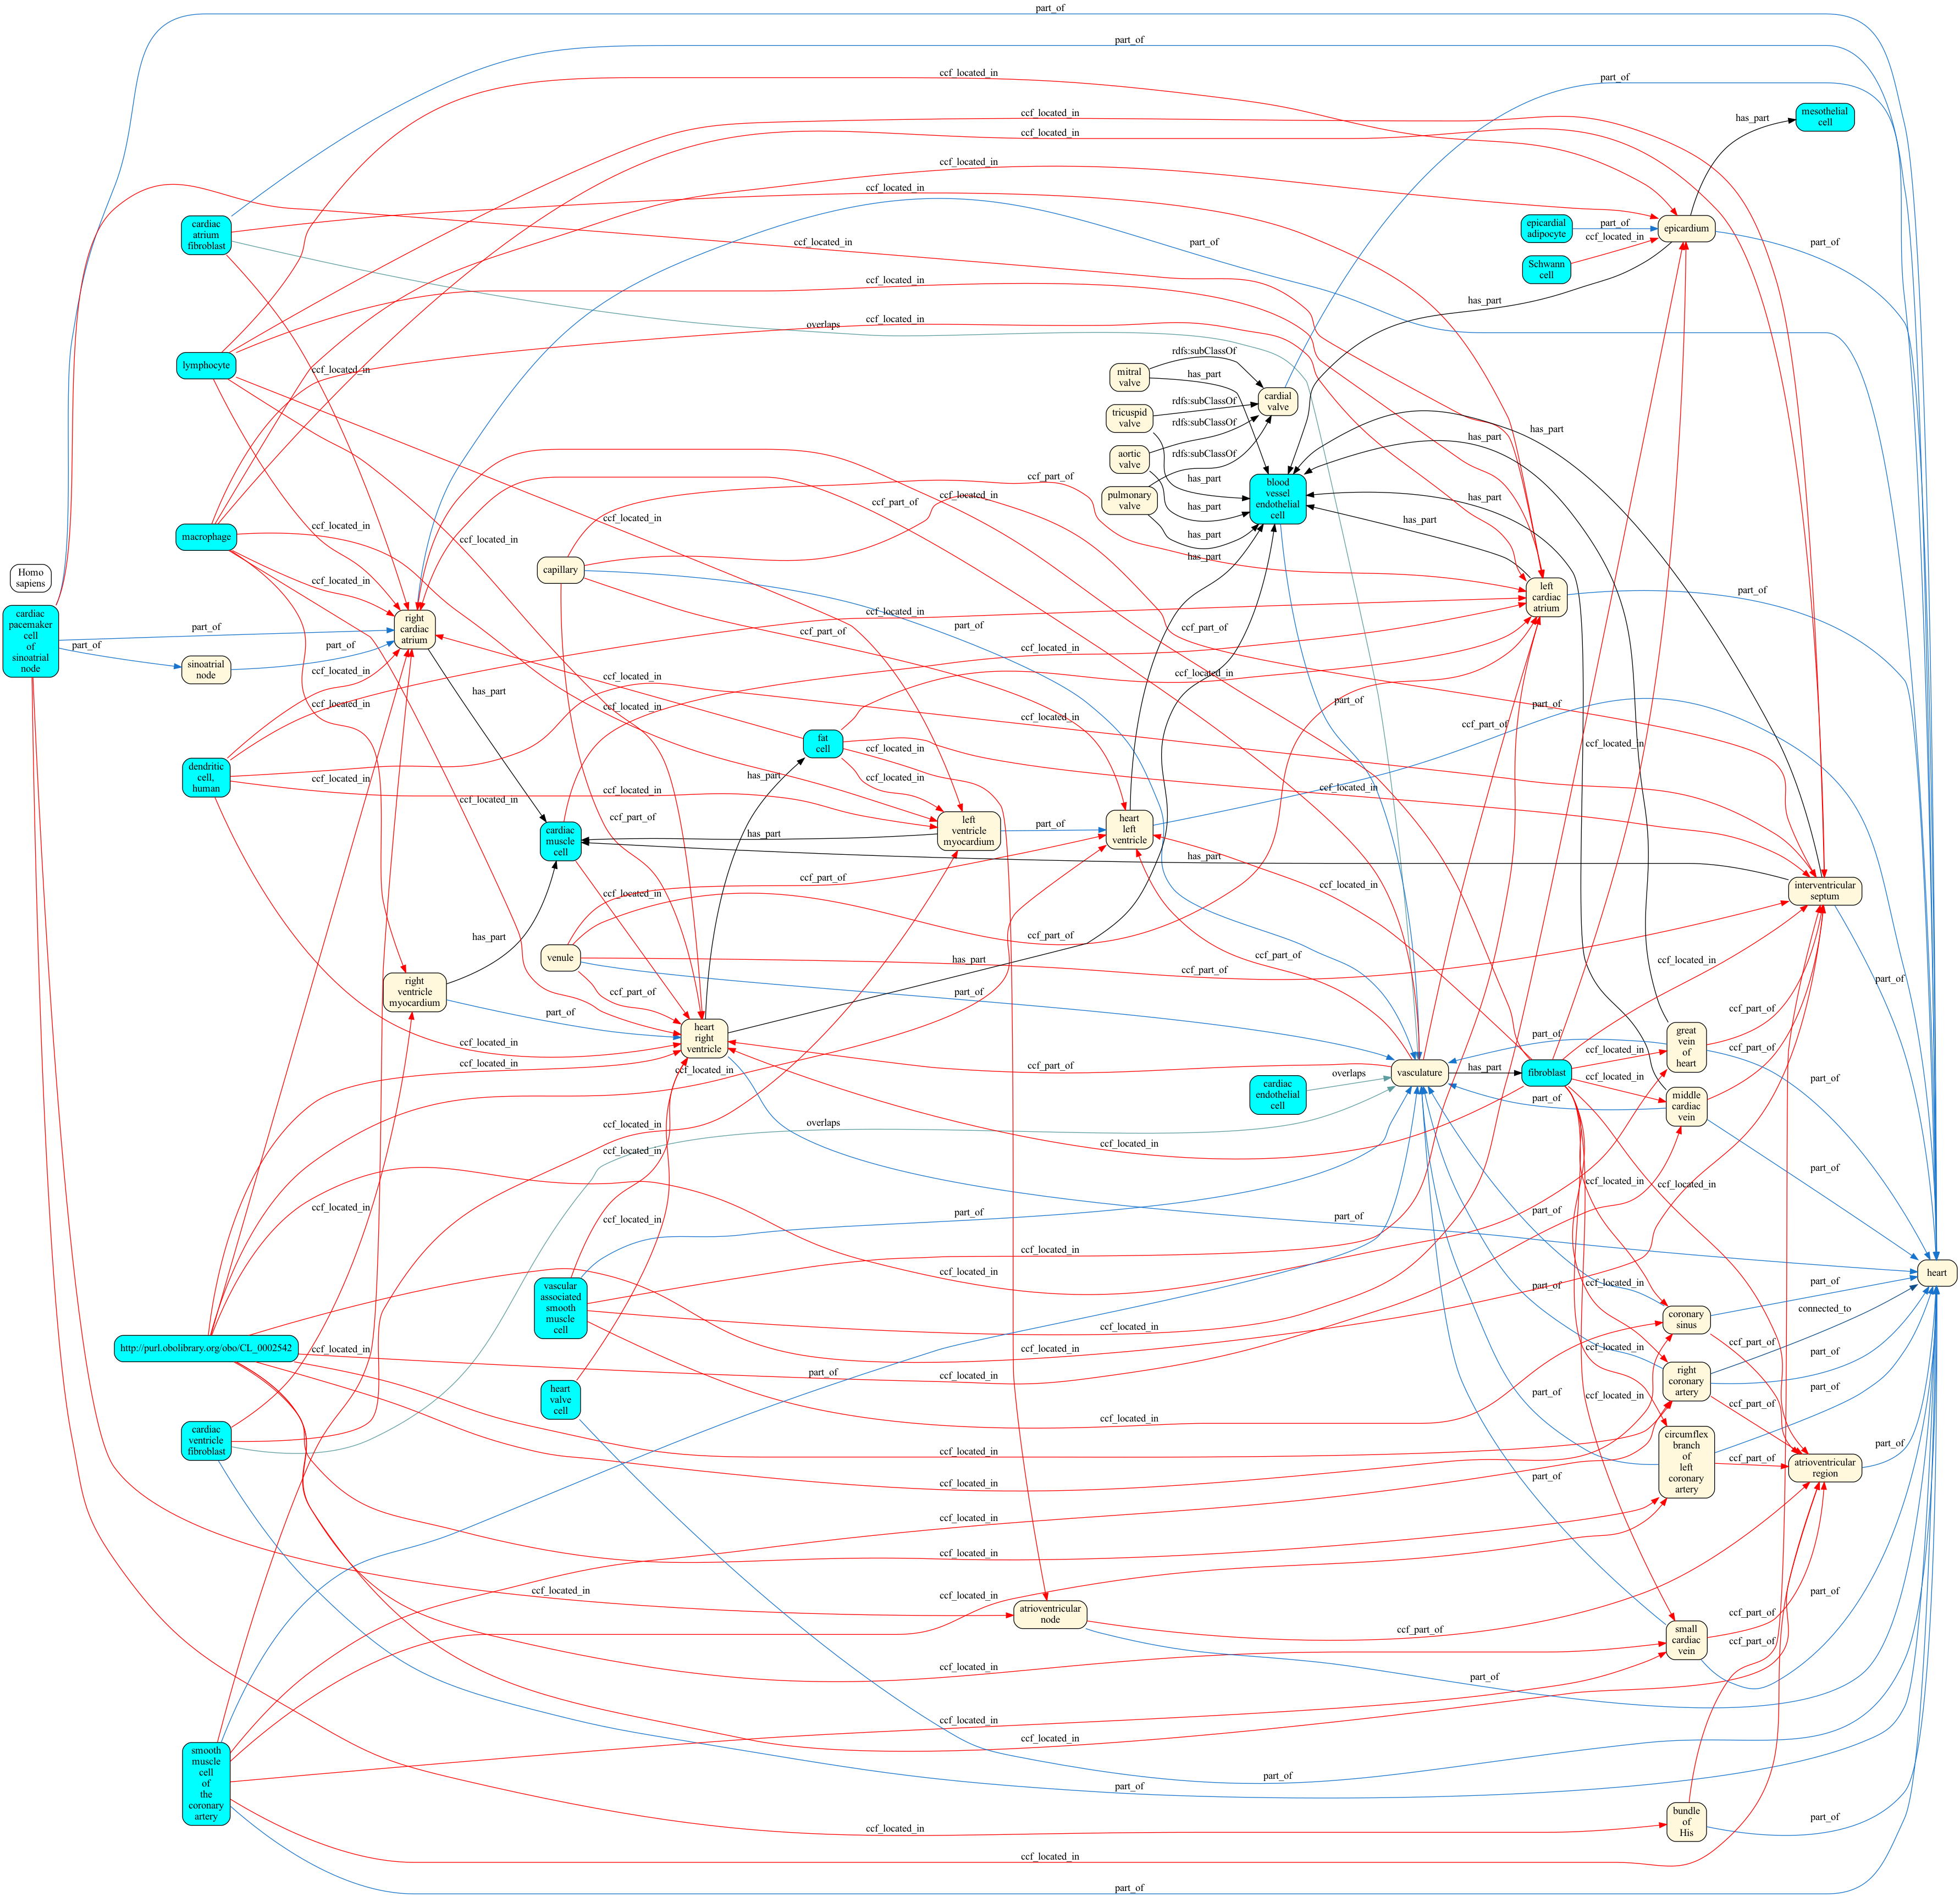 part_of
part_of
ccf_located_in
part_of
mesothelial
cell
ccf_located_in
has_part
ccf_located_in
ccf_located_in
ccf_located_in
cardiac
atrium
fibroblast
epicardial
adipocyte
part_of
epicardium
ccf_located_in
part_of
ccf_located_in
part_of
Schwann
cell
ccf_located_in
has_part
ccf_located_in
overlaps
rdfs:subClassOf
lymphocyte
ccf_located_in
mitral
valve
has_part
cardial
valve
rdfs:subClassOf
tricuspid
valve
rdfs:subClassOf
has_part
has_part
aortic
valve
rdfs:subClassOf
ccf_part_of
has_part
blood
vessel
endothelial
cell
pulmonary
valve
ccf_part_of
ccf_located_in
has_part
has_part
ccf_located_in
has_part
ccf_located_in
macrophage
has_part
ccf_located_in
has_part
Homo
sapiens
capillary
ccf_located_in
left
cardiac
atrium
part_of
cardiac
pacemaker
cell
of
sinoatrial
node
part_of
right
cardiac
atrium
ccf_located_in
part_of
ccf_part_of
ccf_part_of
part_of
part_of
sinoatrial
node
ccf_located_in
ccf_located_in
ccf_located_in
ccf_located_in
ccf_located_in
has_part
part_of
part_of
ccf_located_in
ccf_located_in
ccf_part_of
fat
cell
ccf_located_in
ccf_located_in
dendritic
cell,
human
ccf_located_in
has_part
ccf_located_in
ccf_located_in
ccf_located_in
ccf_located_in
left
ventricle
myocardium
part_of
heart
left
ventricle
cardiac
muscle
cell
has_part
ccf_part_of
has_part
ccf_part_of
ccf_located_in
ccf_located_in
interventricular
septum
has_part
ccf_part_of
ccf_part_of
venule
has_part
ccf_located_in
right
ventricle
myocardium
ccf_part_of
ccf_part_of
part_of
part_of
part_of
heart
right
ventricle
great
vein
of
heart
ccf_part_of
part_of
ccf_located_in
ccf_located_in
ccf_part_of
ccf_part_of
ccf_located_in
ccf_located_in
vasculature
has_part
fibroblast
overlaps
ccf_located_in
part_of
cardiac
endothelial
cell
middle
cardiac
vein
part_of
ccf_located_in
overlaps
ccf_located_in
ccf_located_in
part_of
ccf_located_in
ccf_located_in
ccf_located_in
part_of
part_of
part_of
ccf_located_in
ccf_located_in
ccf_located_in
heart
part_of
vascular
associated
smooth
muscle
cell
coronary
sinus
connected_to
part_of
ccf_located_in
ccf_part_of
http://purl.obolibrary.org/obo/CL_0002542
ccf_located_in
ccf_located_in
ccf_located_in
part_of
right
coronary
artery
part_of
ccf_located_in
heart
valve
cell
part_of
part_of
ccf_located_in
ccf_part_of
ccf_located_in
cardiac
ventricle
fibroblast
circumflex
branch
of
left
coronary
artery
ccf_located_in
ccf_part_of
part_of
atrioventricular
region
part_of
ccf_located_in
ccf_located_in
ccf_located_in
ccf_located_in
ccf_located_in
part_of
atrioventricular
node
ccf_part_of
ccf_part_of
small
cardiac
vein
ccf_part_of
ccf_located_in
part_of
ccf_located_in
ccf_located_in
smooth
muscle
cell
of
the
coronary
artery
part_of
part_of
bundle
of
His
part_of
ccf_located_in
ccf_located_in
part_of